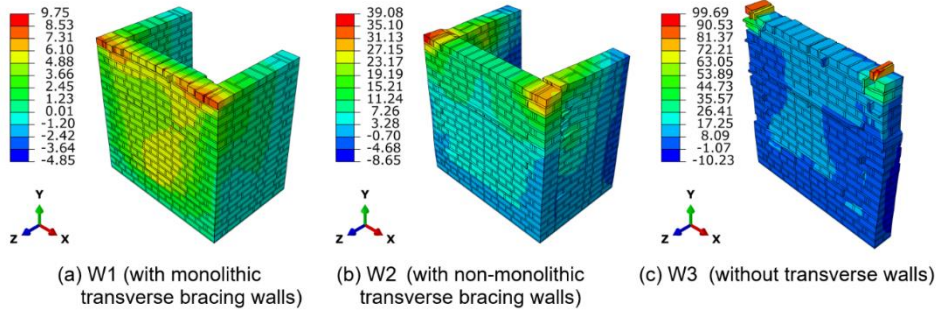 9.75
8.53
7.31
6.10
4.88
3.66
2.45
1.23
0.01
-1.20
-2.42
-3.64
-4.85
Y
Z
X
(a) W1 (with monolithic
transverse bracing walls)
39.08
35.10
31.13
27.15
23.17
19.19
15.21
11.24
7.26
3.28
-0.70
-4.68
-8.65
Y
Z
X
(b) W2 (with non-monolithic
transverse bracing walls)
99.69
90.53
81.37
72.21
63.05
53.89
44.73
35.57
26.41
17.25
8.09
-1.07
-10.23
Y
Z
X
(c) W3 (without transverse walls)